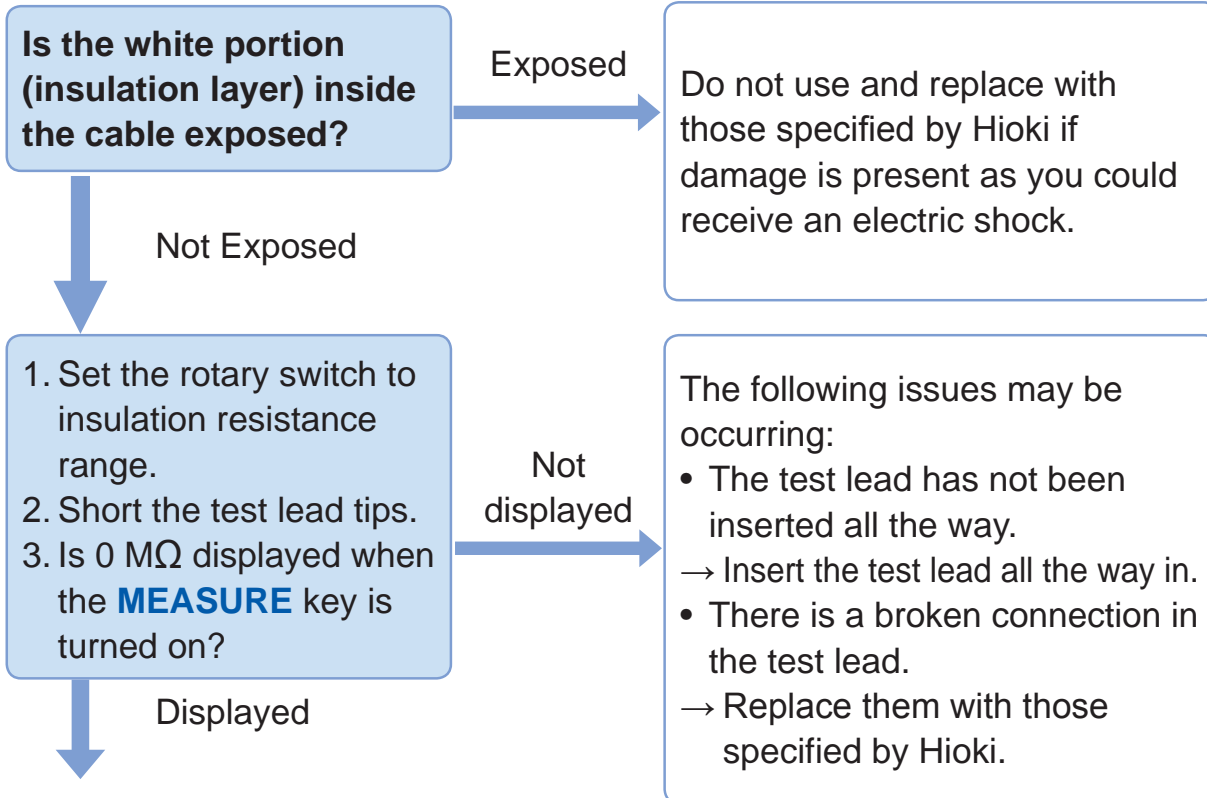 Is the white portion
(insulation layer) inside
the cable exposed?
Exposed
Do not use and replace with
those specified by Hioki if
damage is present as you could
receive an electric shock.
Not Exposed
1. Set the rotary switch to
insulation resistance
range.
2. Short the test lead tips.
3. Is 0 MΩ displayed when
the MEASURE key is
turned on?
Not
displayed
The following issues may be
occurring:
• The test lead has not been
inserted all the way.
→ Insert the test lead all the way in.
• There is a broken connection in
the test lead.
→ Replace them with those
specified by Hioki.
Displayed